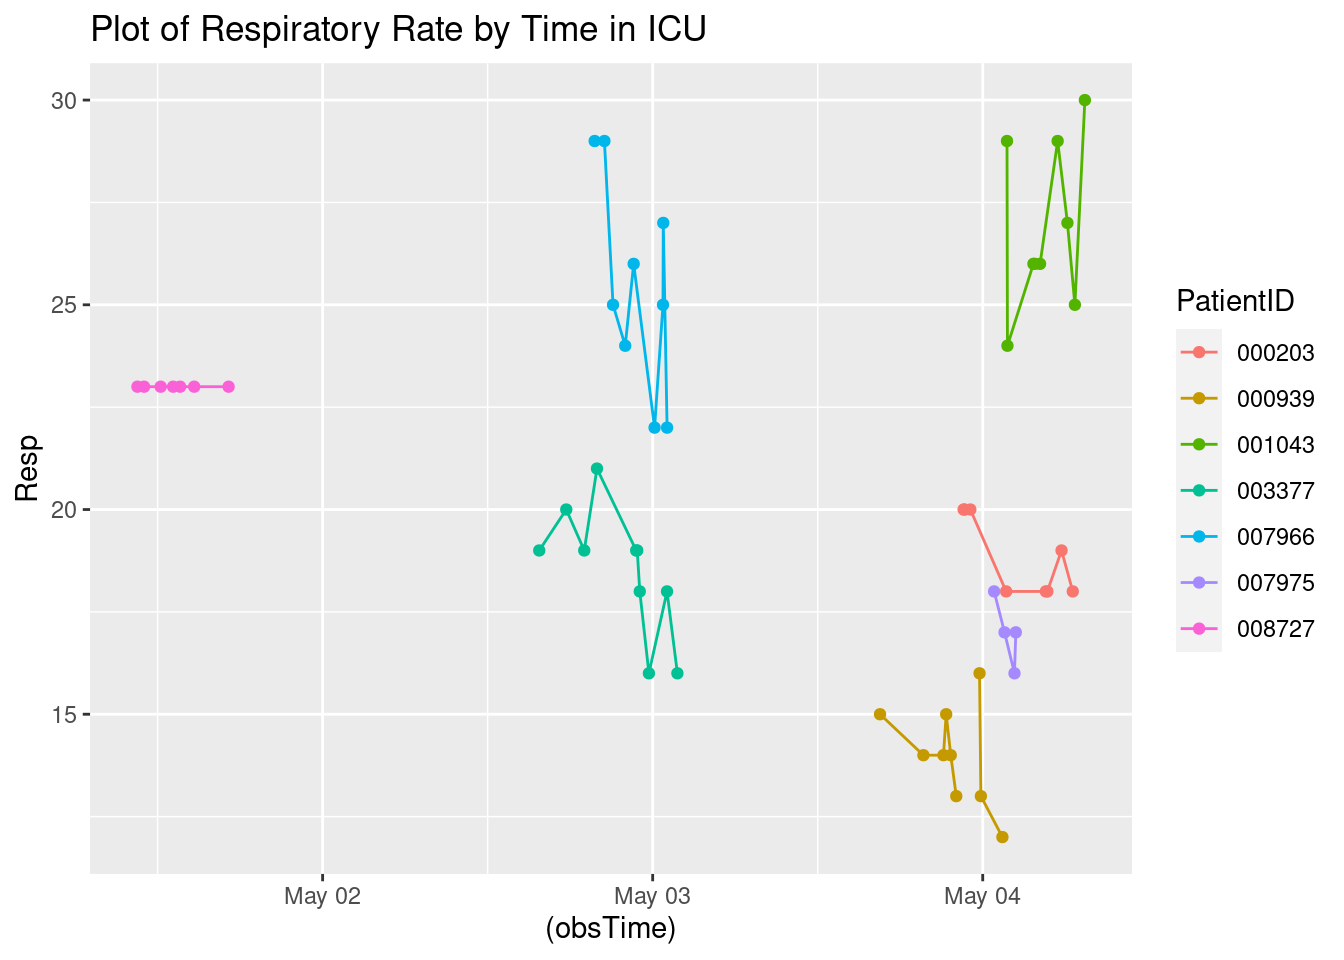 Plot of Respiratory Rate by Time in ICU
30
25
20
15
Resp
May 02
May 03
May 04
(obsTime)
PatientID
000203
000939
001043
003377
007966
007975
008727